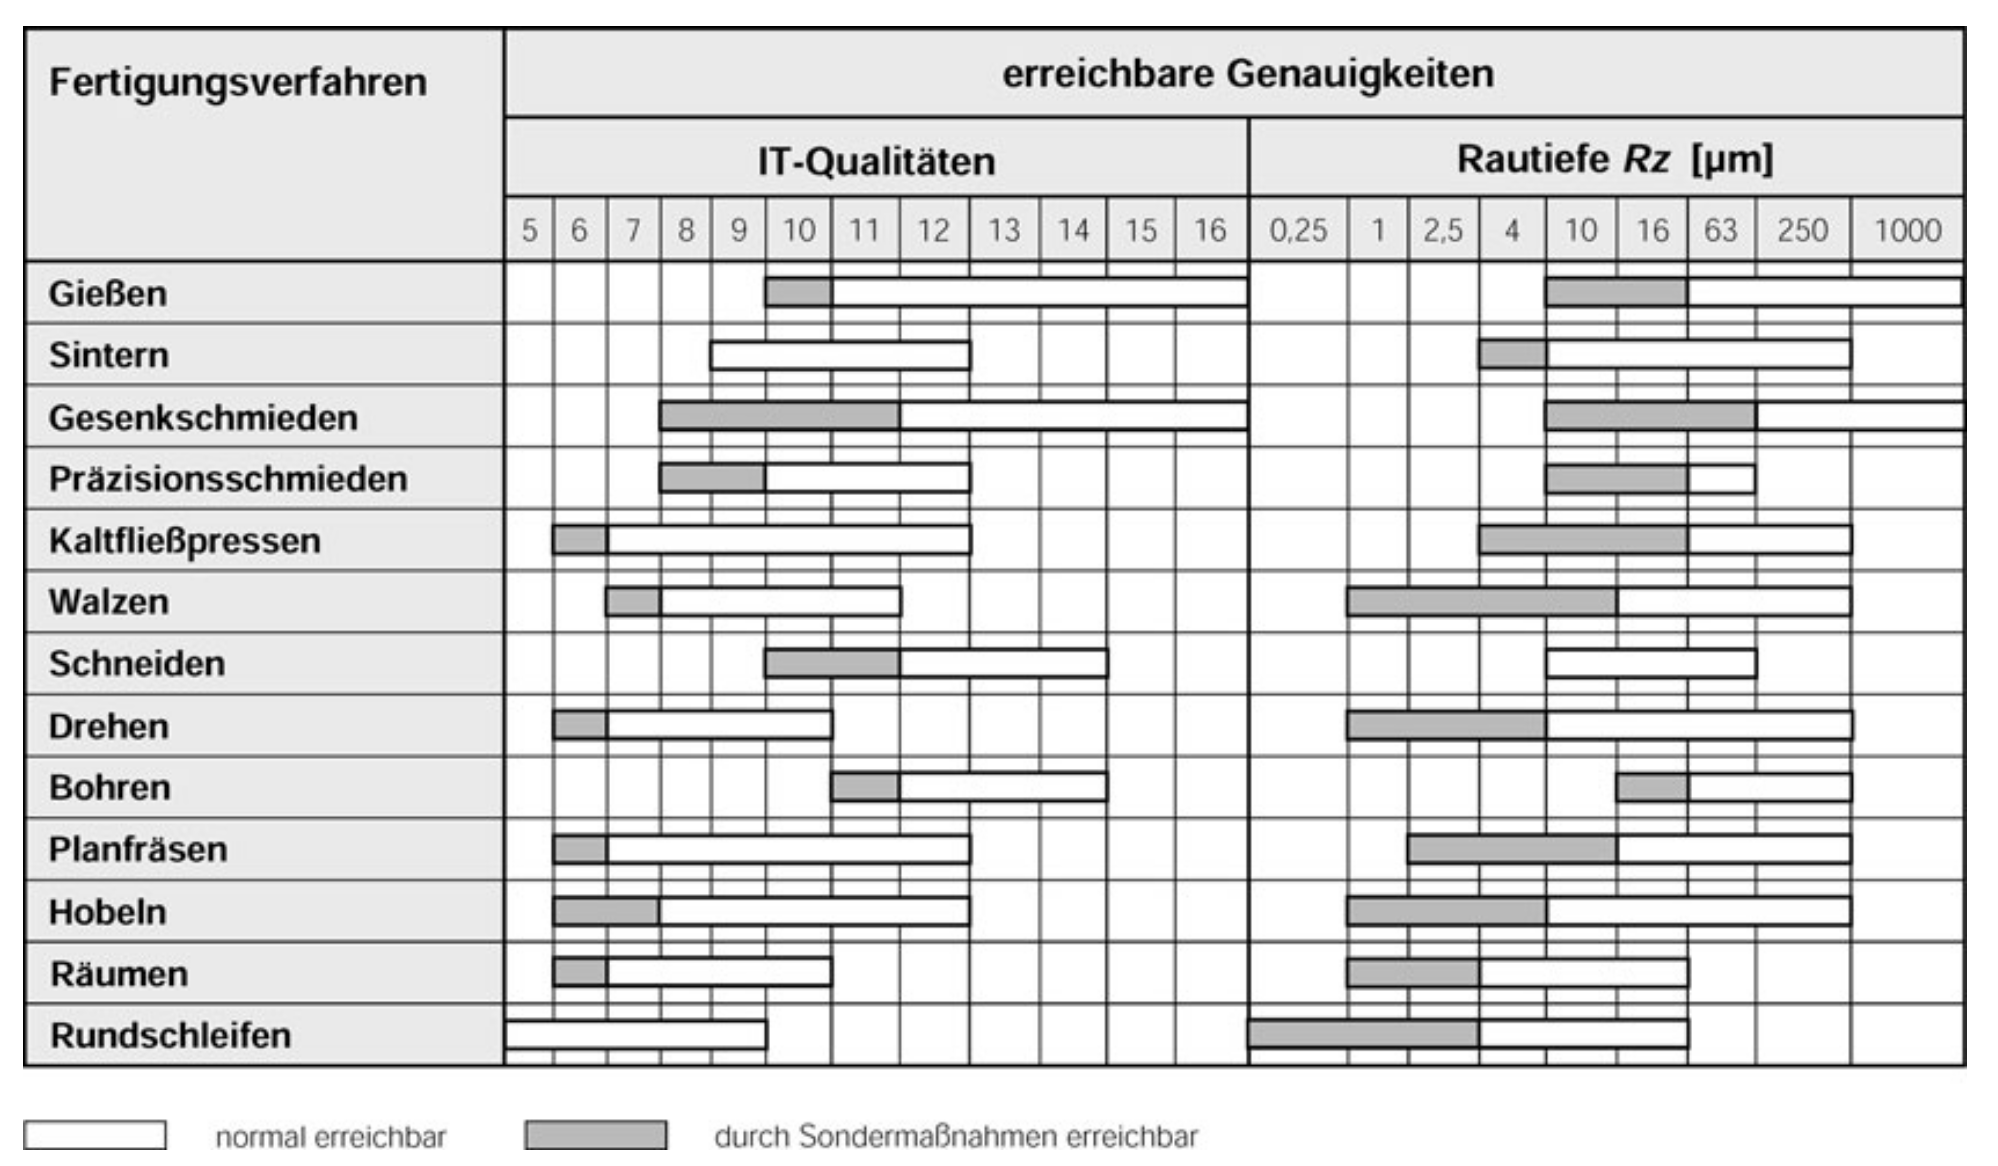 Fertigungsverfahren
erreichbare Genauigkeiten
IT-Qualitäten
Rautiefe Rz [µm]
5 6 7 8 9 10 11 12 13 14 15 16 0,25 1 2,5 4 10 16 63 250 1000
Gießen
Sintern
Gesenkschmieden
Präzisionsschmieden
Kaltfließpressen
Walzen
Schneiden
Drehen
Bohren
Planfräsen
Hobeln
Räumen
Rundschleifen
normal erreichbar
durch Sondermaßnahmen erreichbar